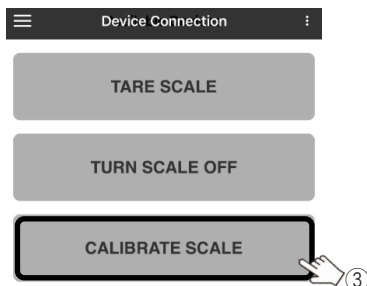 Device Connection
TARE SCALE
TURN SCALE OFF
CALIBRATE SCALE
③